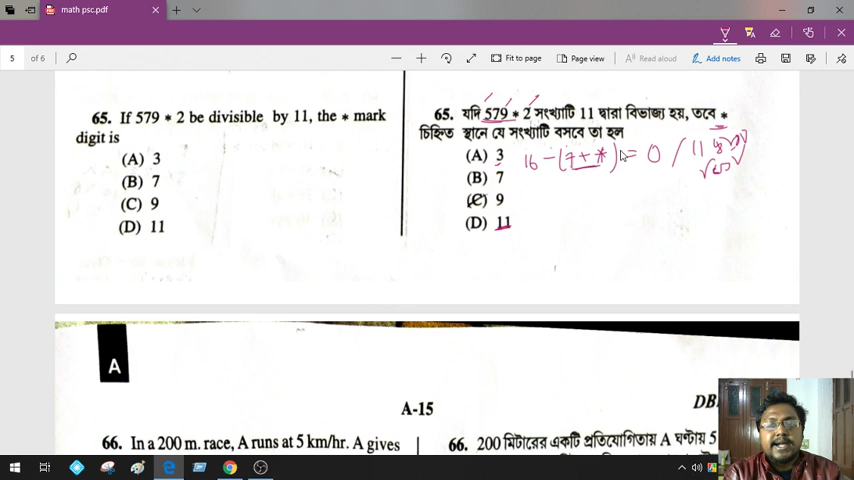 math psc.pdf
5 of 6
Fit to page
Page view
Read aloud
Add notes
65. If 579 * 2 be divisible by 11, the * mark
digit is
(A) 3
(B) 7
(C) 9
(D) 11
65. যদি 579 * 2 সংখ্যাটি 11 দ্বারা বিভাজ্য হয়, তবে *
চিহ্নিত স্থানে যে সংখ্যাটি বসবে তা হল
(A) 3
(B) 7
(C) 9
(D) 11
16 - (7 + *) = 0 / 11
A
A-15
66. In a 200 m. race, A runs at 5 km/hr. A gives
66. 200 মিটারের একটি প্রতিযোগিতায় A ঘণ্টায় 5